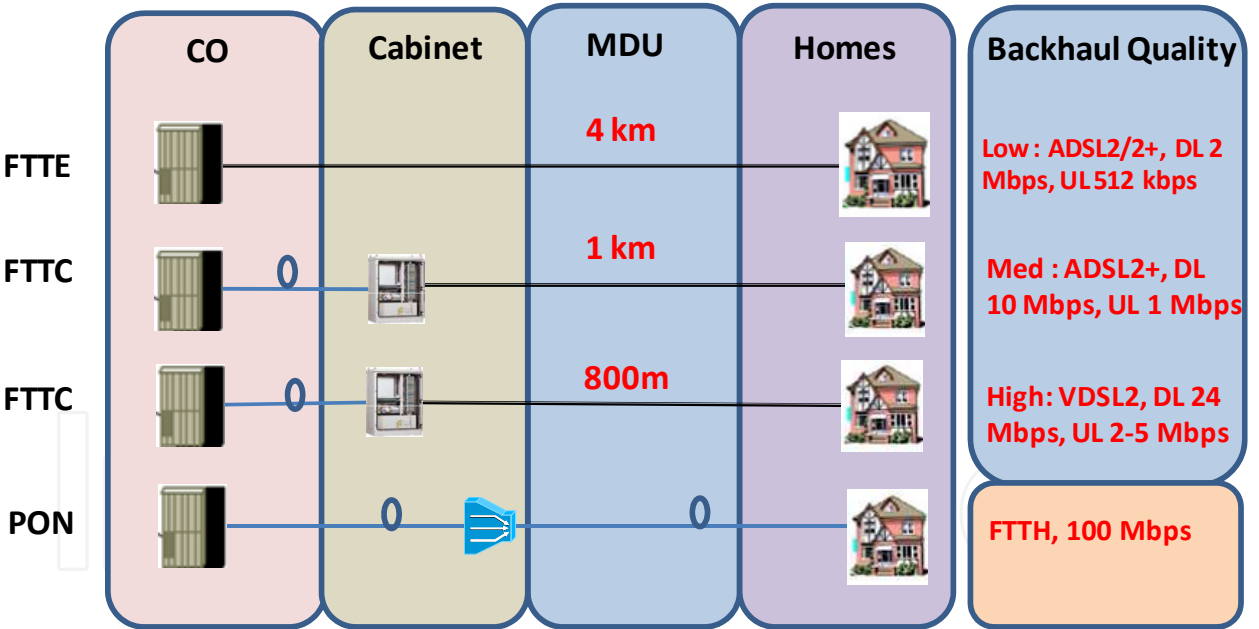 CO
Cabinet
MDU
Homes
Backhaul Quality
FTTE
4 km
Low : ADSL2/2+, DL 2
Mbps, UL 512 kbps
FTTC
1 km
Med : ADSL2+, DL
10 Mbps, UL 1 Mbps
FTTC
800m
High: VDSL2, DL 24
Mbps, UL 2-5 Mbps
PON
FTTH, 100 Mbps